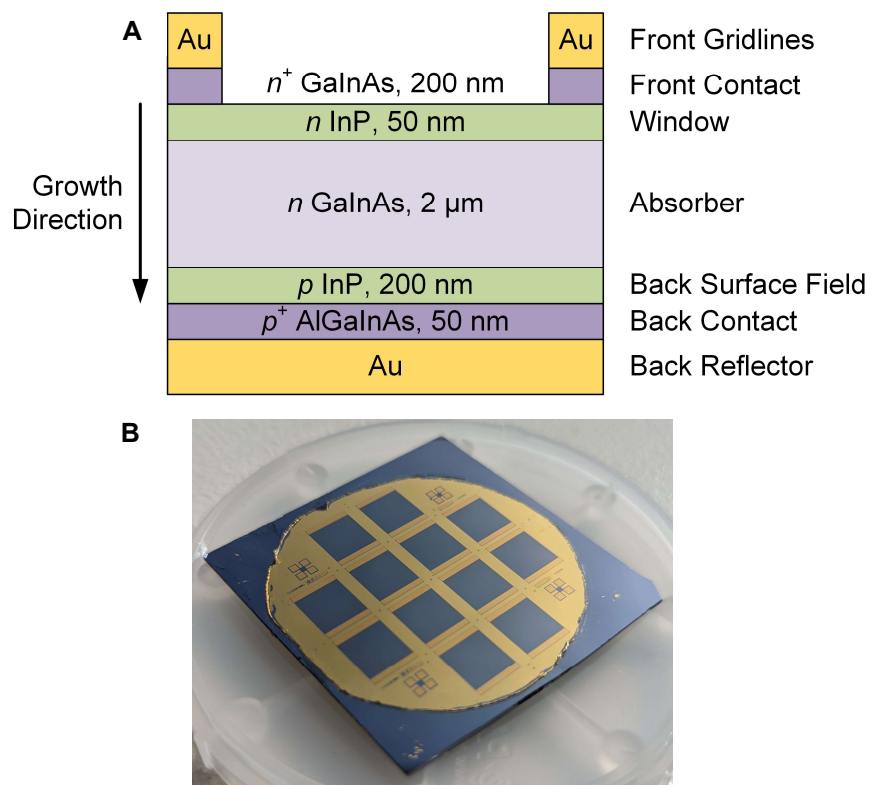 A
Au
Au
Front Gridlines
n+ GaInAs, 200 nm
Front Contact
n InP, 50 nm
Window
Growth
Direction
n GaInAs, 2 µm
Absorber
p InP, 200 nm
Back Surface Field
p+ AlGaInAs, 50 nm
Back Contact
Au
Back Reflector
B